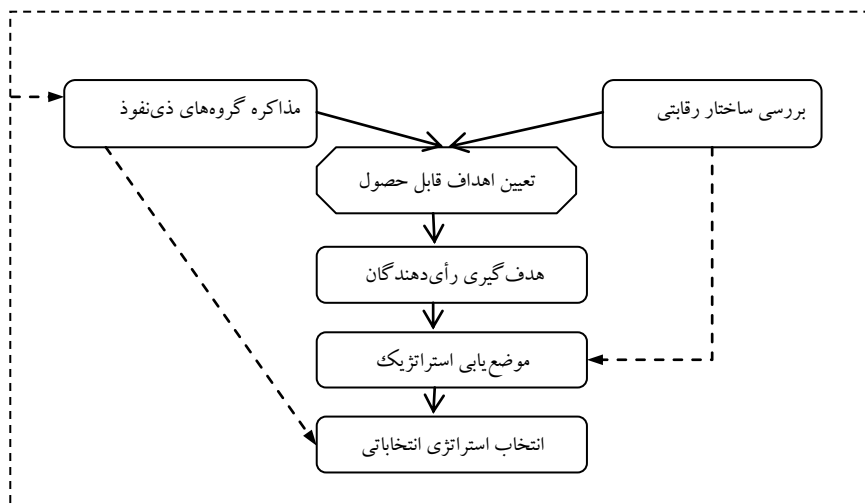 بررسی ساختار رقابتی
مذاکره گروه‌های ذی‌نفوذ
تعیین اهداف قابل حصول
هدف‌گیری رأی‌دهندگان
موضع‌یابی استراتژیک
انتخاب استراتژی انتخاباتی